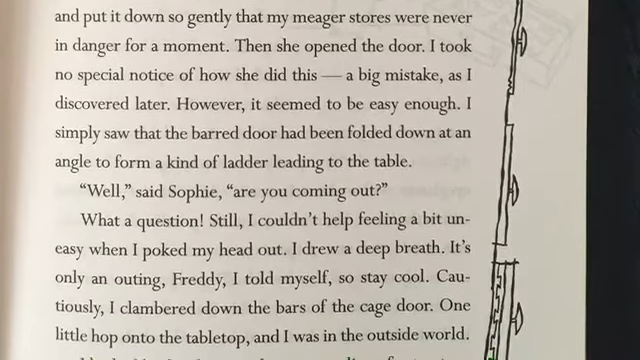 and put it down so gently that my meager stores were never
in danger for a moment. Then she opened the door. I took
no special notice of how she did this — a big mistake, as I
discovered later. However, it seemed to be easy enough. I
simply saw that the barred door had been folded down at an
angle to form a kind of ladder leading to the table.
“Well,” said Sophie, “are you coming out?”
What a question! Still, I couldn’t help feeling a bit un-
easy when I poked my head out. I drew a deep breath. It’s
only an outing, Freddy, I told myself, so stay cool. Cau-
tiously, I clambered down the bars of the cage door. One
little hop onto the tabletop, and I was in the outside world.